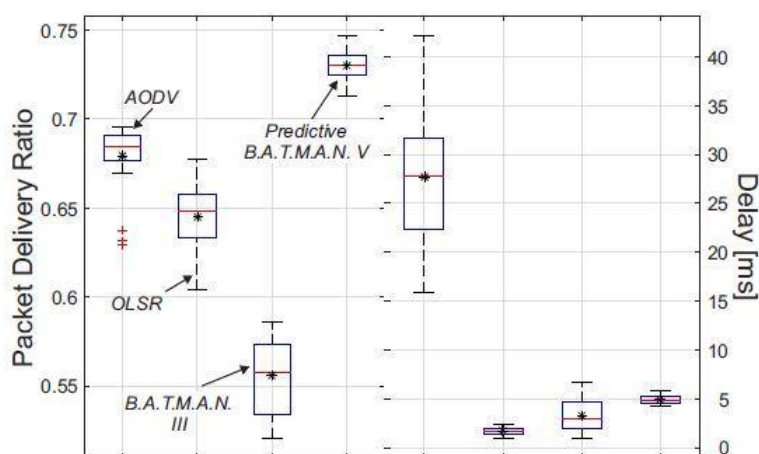 Packet Delivery Ratio
0.75
0.7
0.65
0.6
0.55
AODV
OLSR
B.A.T.M.A.N.
III
Predictive
B.A.T.M.A.N. V
40
35
30
25
20
15
10
5
0
Delay [ms]